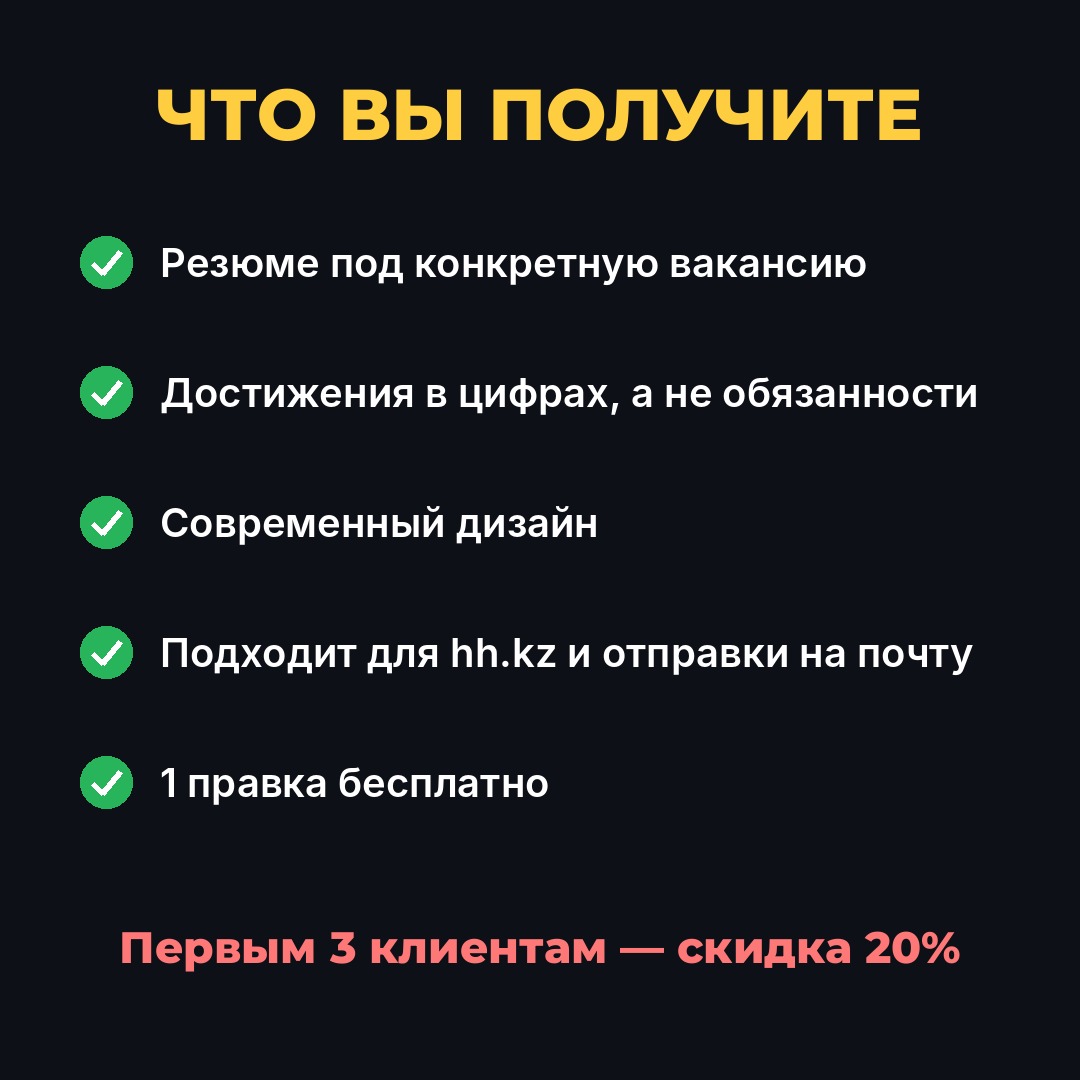 ЧТО ВЫ ПОЛУЧИТЕ
Резюме под конкретную вакансию
Достижения в цифрах, а не обязанности
Современный дизайн
Подходит для hh.kz и отправки на почту
1 правка бесплатно
Первым 3 клиентам — скидка 20%